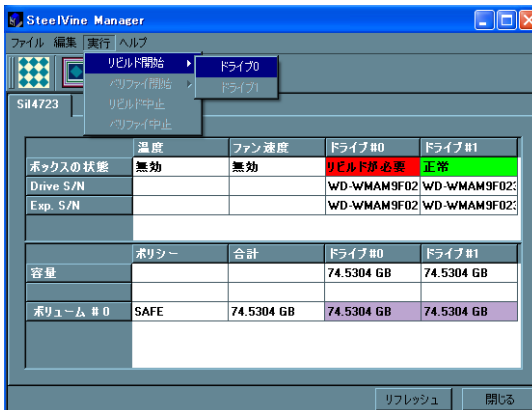 SteelVine Manager
ファイル 編集 実行 ヘルプ
リビルド開始
ドライブ0
ベリファイ開始
ドライブ1
リビルド中止
ベリファイ中止
SiI4723
温度 ファン速度 ドライブ#0 ドライブ#1
ボックスの状態 無効 無効 リビルドが必要 正常
Drive S/N WD-WMAM9F02 WD-WMAM9F02
Exp. S/N WD-WMAM9F02 WD-WMAM9F02
ポリシー 合計 ドライブ#0 ドライブ#1
容量 74.5304 GB 74.5304 GB
ボリューム #0 SAFE 74.5304 GB 74.5304 GB 74.5304 GB
リフレッシュ 閉じる